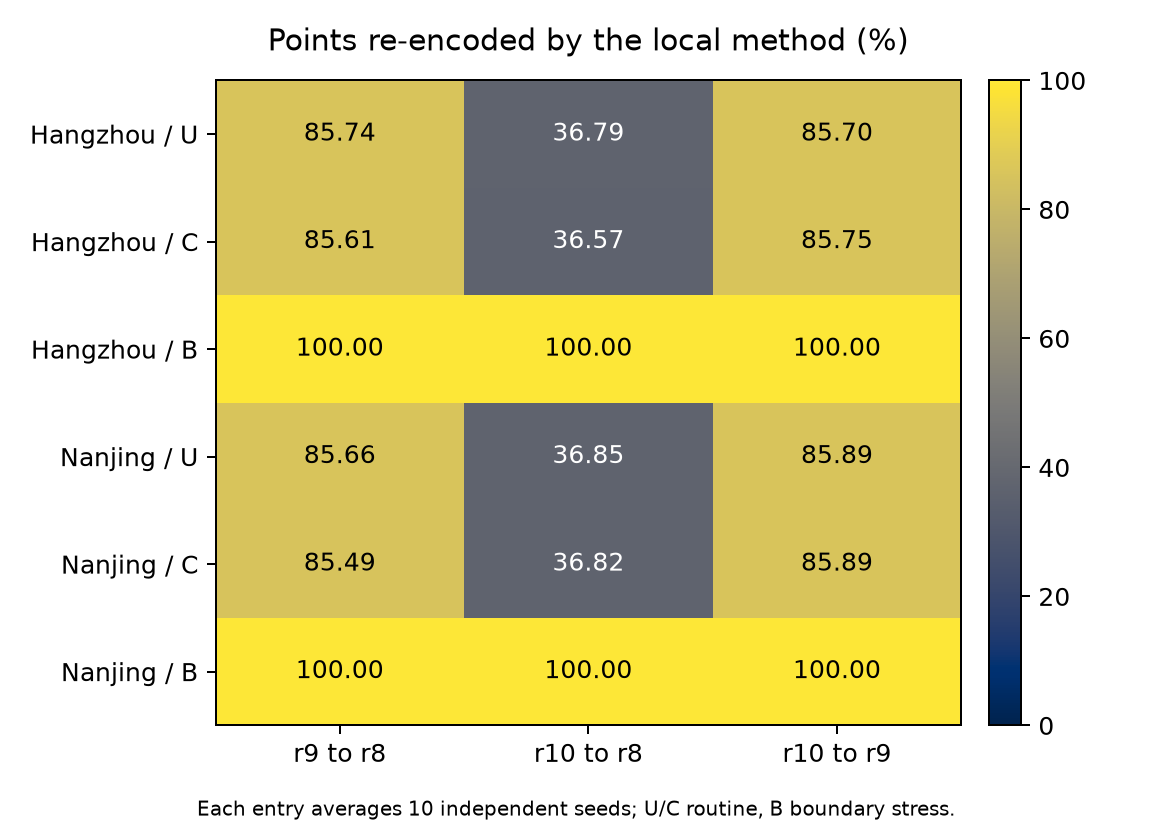 Points re-encoded by the local method (%)
Hangzhou / U 85.74 36.79 85.70
Hangzhou / C 85.61 36.57 85.75
Hangzhou / B 100.00 100.00 100.00
Nanjing / U 85.66 36.85 85.89
Nanjing / C 85.49 36.82 85.89
Nanjing / B 100.00 100.00 100.00
r9 to r8 r10 to r8 r10 to r9
100
80
60
40
20
0
Each entry averages 10 independent seeds; U/C routine, B boundary stress.